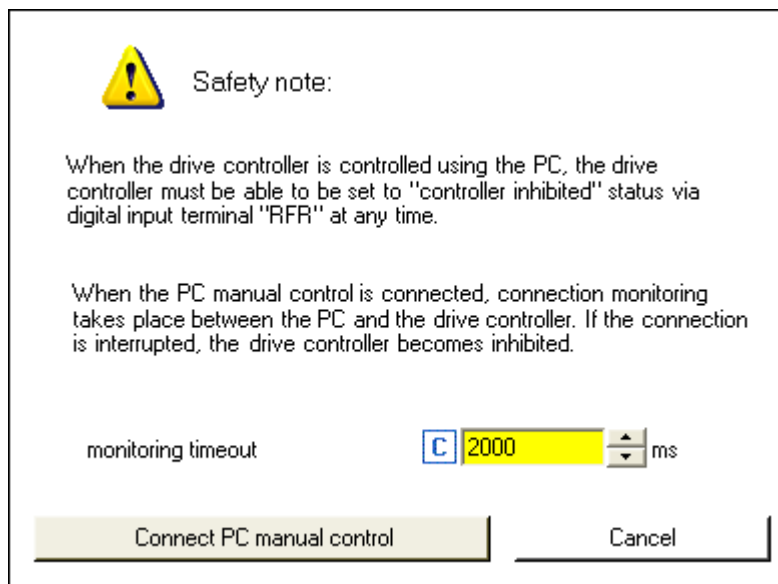 Safety note:
When the drive controller is controlled using the PC, the drive
controller must be able to be set to "controller inhibited" status via
digital input terminal "RFR" at any time.
When the PC manual control is connected, connection monitoring
takes place between the PC and the drive controller. If the connection
is interrupted, the drive controller becomes inhibited.
monitoring timeout C 2000 ms
Connect PC manual control Cancel